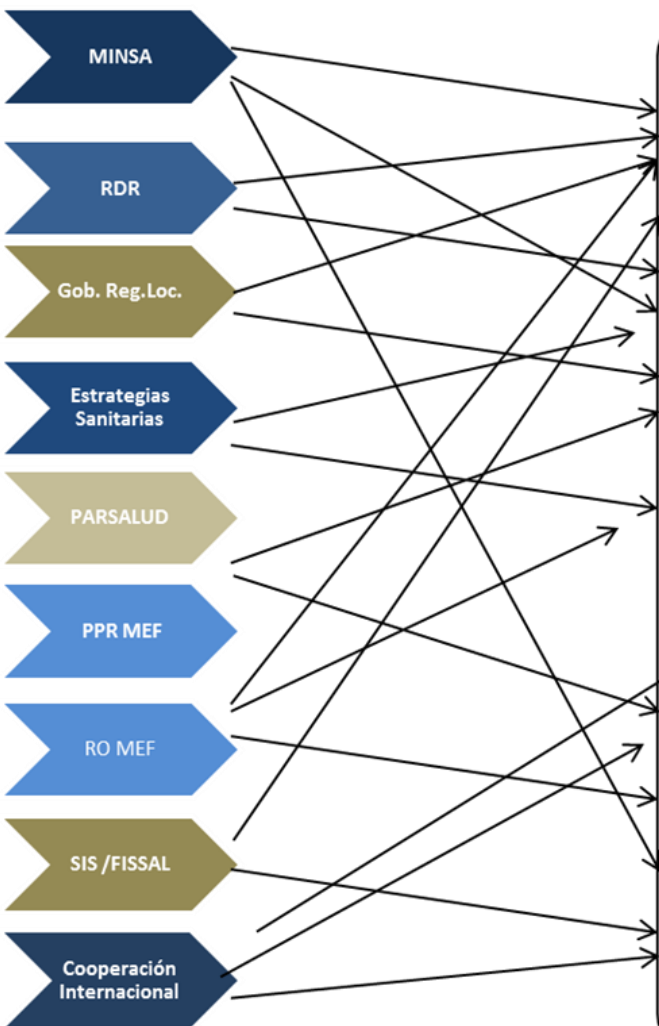 MINSA
RDR
Gob. Reg.Loc.
Estrategias
Sanitarias
PARSALUD
PPR MEF
RO MEF
SIS /FISSAL
Cooperación
Internacional